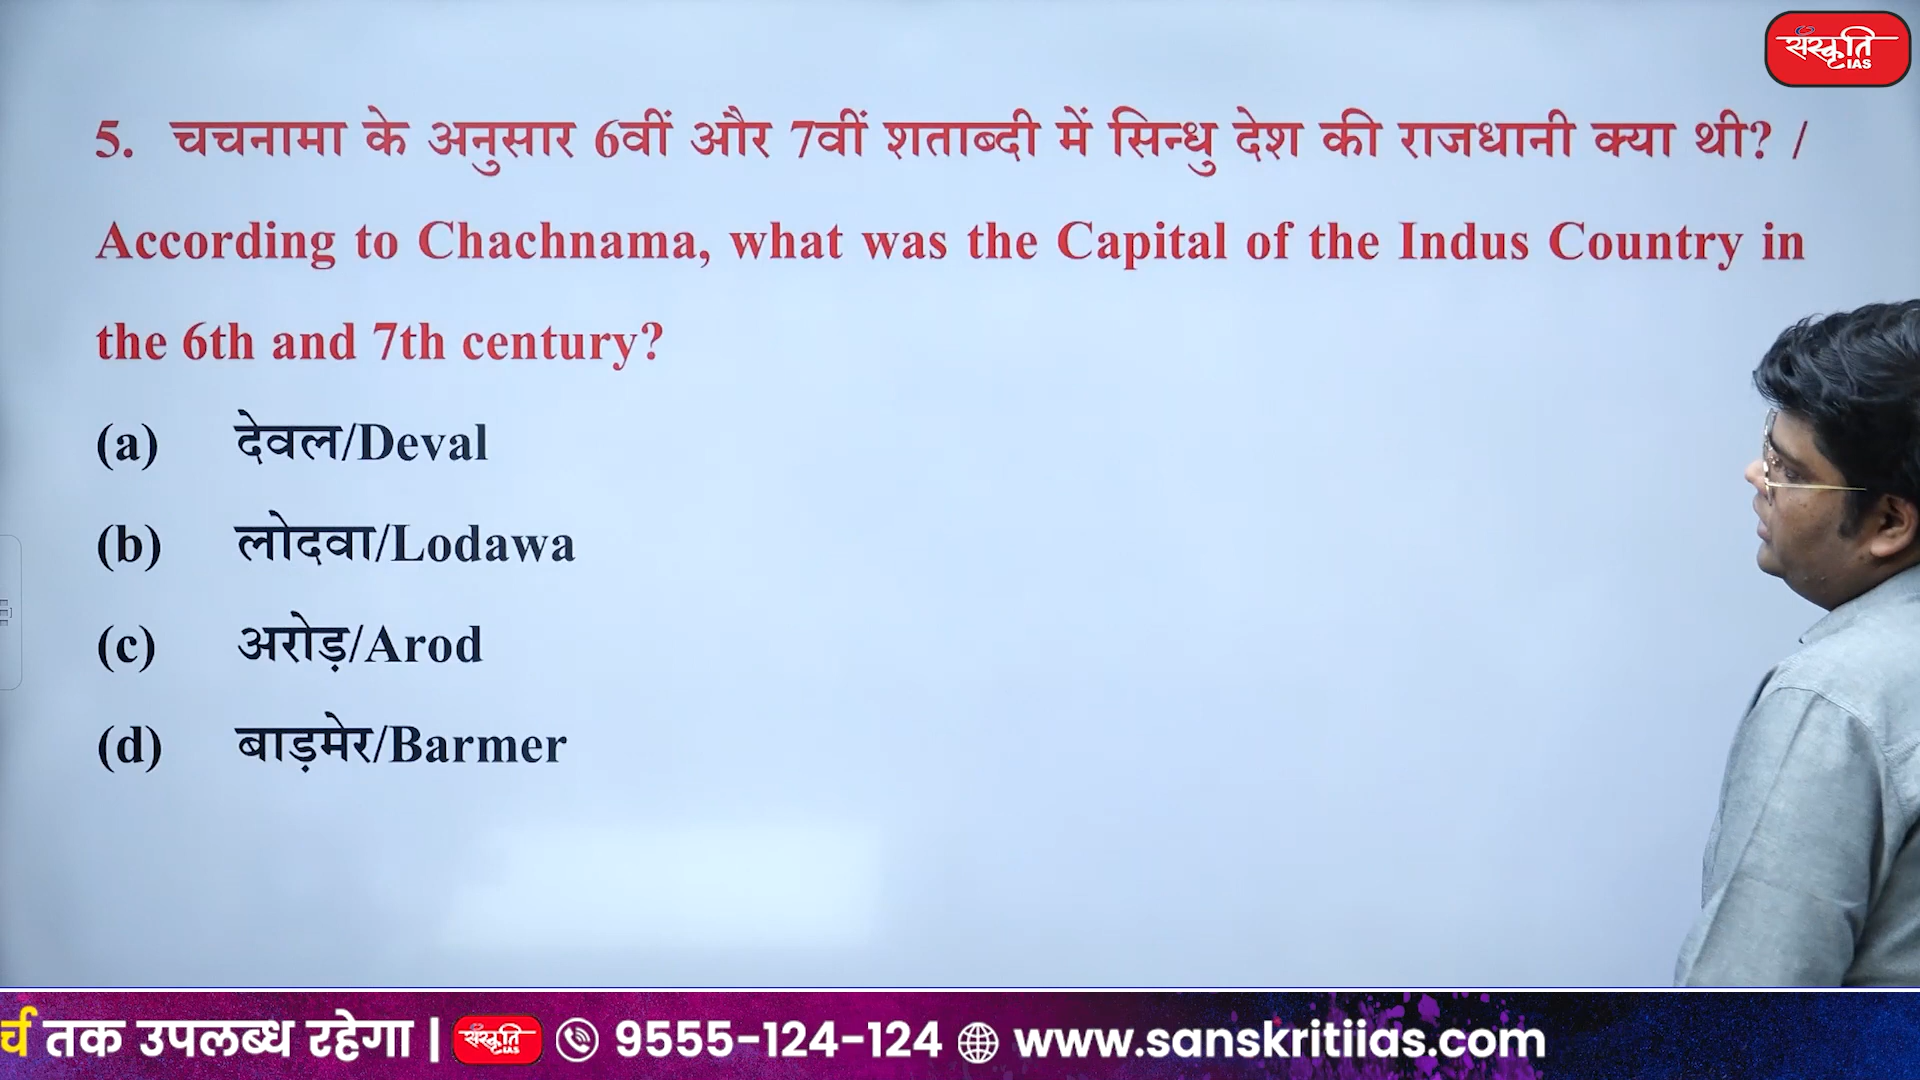 संस्कृति
IAS
5. चचनामा के अनुसार 6वीं और 7वीं शताब्दी में सिन्धु देश की राजधानी क्या थी? /
According to Chachnama, what was the Capital of the Indus Country in
the 6th and 7th century?
(a) देवल/Deval
(b) लोदवा/Lodawa
(c) अरोड़/Arod
(d) बाड़मेर/Barmer
र्च तक उपलब्ध रहेगा | संस्कृति IAS 9555-124-124 www.sanskritiias.com